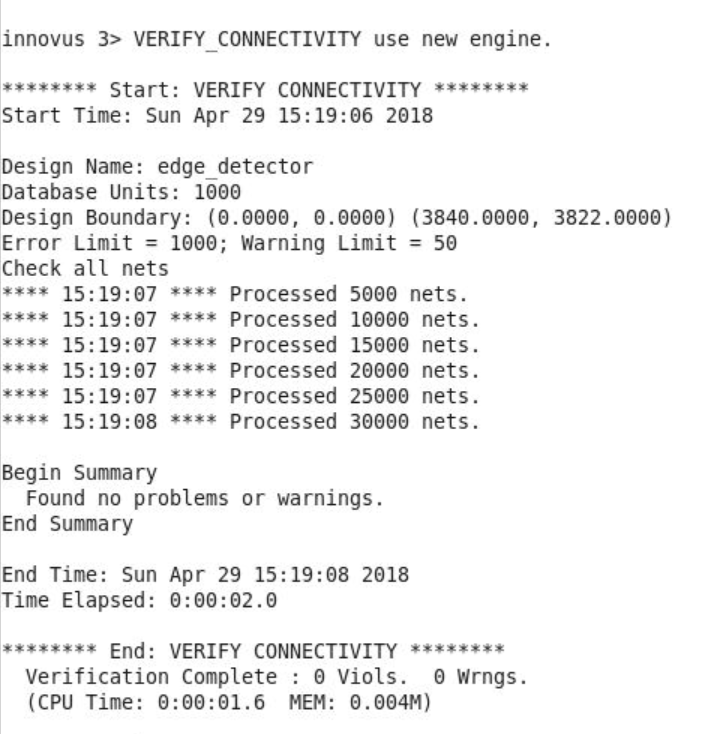 innovus 3> VERIFY_CONNECTIVITY use new engine.
******** Start: VERIFY CONNECTIVITY ********
Start Time: Sun Apr 29 15:19:06 2018
Design Name: edge_detector
Database Units: 1000
Design Boundary: (0.0000, 0.0000) (3840.0000, 3822.0000)
Error Limit = 1000; Warning Limit = 50
Check all nets
**** 15:19:07 **** Processed 5000 nets.
**** 15:19:07 **** Processed 10000 nets.
**** 15:19:07 **** Processed 15000 nets.
**** 15:19:07 **** Processed 20000 nets.
**** 15:19:07 **** Processed 25000 nets.
**** 15:19:08 **** Processed 30000 nets.
Begin Summary
  Found no problems or warnings.
End Summary
End Time: Sun Apr 29 15:19:08 2018
Time Elapsed: 0:00:02.0
******** End: VERIFY CONNECTIVITY ********
  Verification Complete : 0 Viols.  0 Wrngs.
  (CPU Time: 0:00:01.6  MEM: 0.004M)